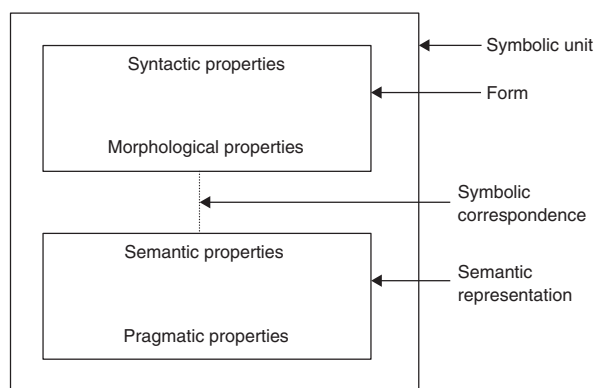 Syntactic properties
Symbolic unit
Form
Morphological properties
Symbolic
correspondence
Semantic properties
Semantic
representation
Pragmatic properties